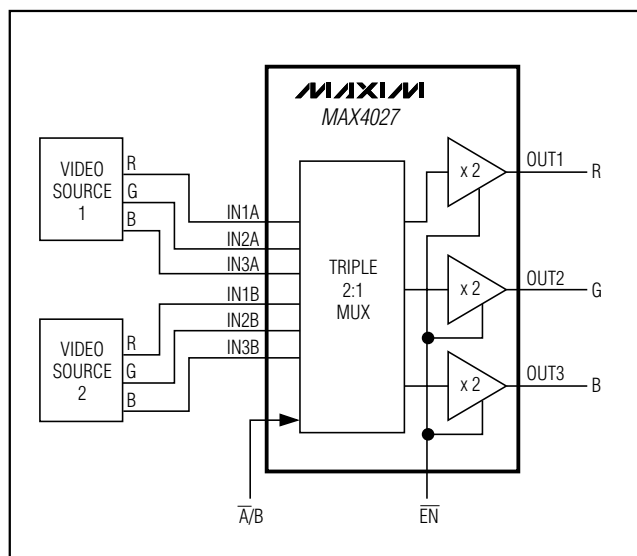 MAXIM
MAX4027
VIDEO
SOURCE
1
R
G
B
IN1A
IN2A
IN3A
VIDEO
SOURCE
2
R
G
B
IN1B
IN2B
IN3B
TRIPLE
2:1
MUX
x 2
OUT1
R
x 2
OUT2
G
x 2
OUT3
B
A̅/B
E̅N̅